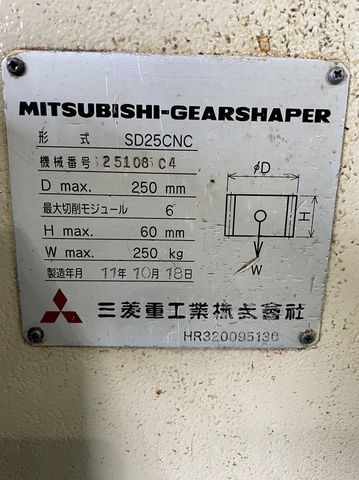 MITSUBISHI-GEARSHAPER
形 式 SD25CNC
機械番号 25108 04
D max. 250 mm
最大切削モジュール 6
H max. 60 mm
W max. 250 kg
製造年月 11年 10月 18日
φD
H
W
三菱重工業株式會社
HR320095130